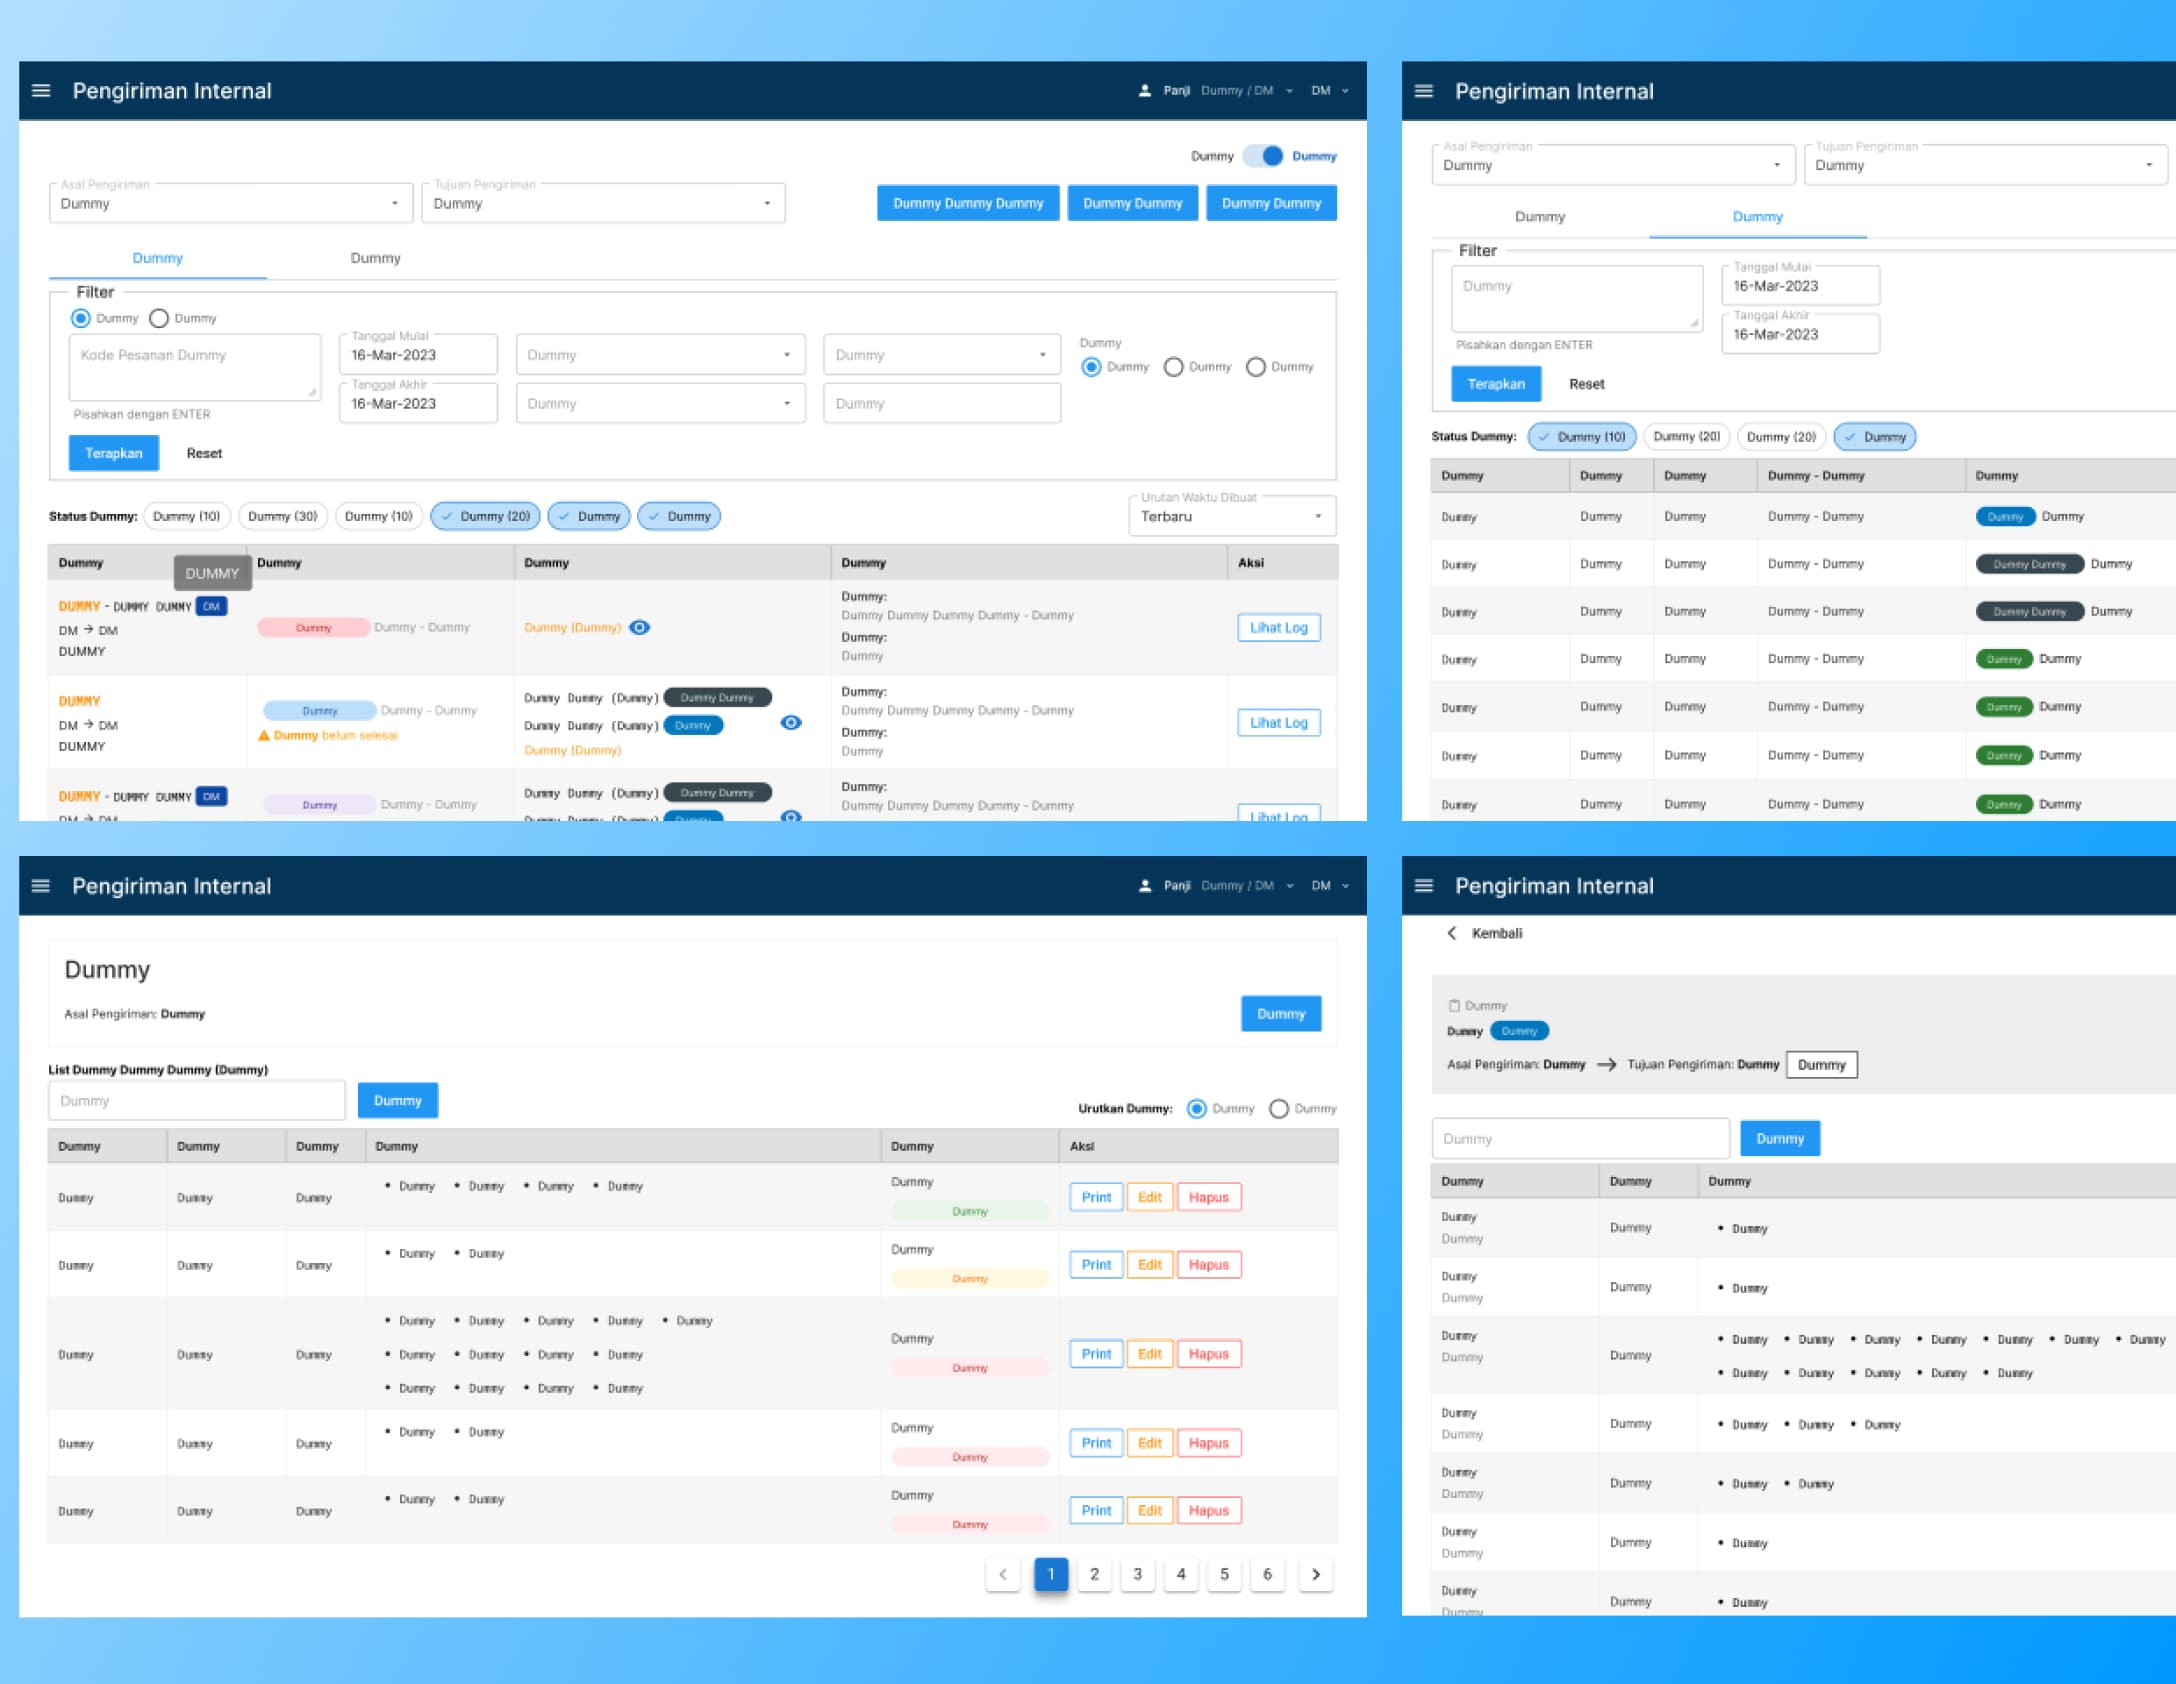 Pengiriman Internal
Panji Dummy / DM DM
Dummy Dummy
Asal Pengiriman
Dummy
Tujuan Pengiriman
Dummy
Dummy Dummy Dummy
Dummy Dummy
Dummy Dummy
Dummy Dummy
Filter
Dummy Dummy
Kode Pesanan Dummy
Pisahkan dengan ENTER
Tanggal Mulai
16-Mar-2023
Tanggal Akhir
16-Mar-2023
Dummy
Dummy
Dummy
Dummy
Dummy
Dummy Dummy Dummy
Terapkan Reset
Status Dummy: Dummy (10) Dummy (30) Dummy (10) Dummy (20) Dummy Dummy
Urutan Waktu Dibuat
Terbaru
Dummy Dummy Dummy Dummy Aksi
DUMMY
DUMMY - DUMMY DUMMY DM
DM → DM
DUMMY
Dummy Dummy - Dummy
Dummy (Dummy)
Dummy:
Dummy Dummy Dummy Dummy - Dummy
Dummy:
Dummy
Lihat Log
DUMMY
DM → DM
DUMMY
Dummy Dummy - Dummy
Dummy belum selesai
Dummy Dummy (Dummy) Dummy Dummy
Dummy Dummy (Dummy) Dummy
Dummy (Dummy)
Dummy:
Dummy Dummy Dummy Dummy - Dummy
Dummy:
Dummy
Lihat Log
DUMMY - DUMMY DUMMY DM
DM → DM
Dummy Dummy - Dummy
Dummy Dummy (Dummy) Dummy Dummy
Dummy Dummy (Dummy) Dummy
Dummy:
Dummy Dummy Dummy Dummy - Dummy
Lihat Log
Pengiriman Internal
Asal Pengiriman
Dummy
Tujuan Pengiriman
Dummy
Dummy Dummy
Filter
Dummy
Pisahkan dengan ENTER
Tanggal Mulai
16-Mar-2023
Tanggal Akhir
16-Mar-2023
Terapkan Reset
Status Dummy: Dummy (10) Dummy (20) Dummy (20) Dummy
Dummy Dummy Dummy Dummy - Dummy Dummy
Dummy Dummy Dummy Dummy - Dummy Dummy Dummy
Dummy Dummy Dummy Dummy - Dummy Dummy Dummy Dummy
Dummy Dummy Dummy Dummy - Dummy Dummy Dummy Dummy
Dummy Dummy Dummy Dummy - Dummy Dummy Dummy
Dummy Dummy Dummy Dummy - Dummy Dummy Dummy
Dummy Dummy Dummy Dummy - Dummy Dummy Dummy
Dummy Dummy Dummy Dummy - Dummy Dummy Dummy
Pengiriman Internal
Panji Dummy / DM DM
Dummy
Asal Pengiriman: Dummy
Dummy
List Dummy Dummy Dummy (Dummy)
Dummy Dummy
Urutkan Dummy: Dummy Dummy
Dummy Dummy Dummy Dummy Dummy Aksi
Dummy Dummy Dummy
• Dummy • Dummy • Dummy • Dummy
Dummy
Dummy
Print Edit Hapus
Dummy Dummy Dummy
• Dummy • Dummy
Dummy
Dummy
Print Edit Hapus
Dummy Dummy Dummy
• Dummy • Dummy • Dummy • Dummy • Dummy
• Dummy • Dummy • Dummy • Dummy
• Dummy • Dummy • Dummy • Dummy
Dummy
Dummy
Print Edit Hapus
Dummy Dummy Dummy
• Dummy • Dummy
Dummy
Dummy
Print Edit Hapus
Dummy Dummy Dummy
• Dummy • Dummy
Dummy
Dummy
Print Edit Hapus
< 1 2 3 4 5 6 >
Pengiriman Internal
< Kembali
Dummy
Dummy Dummy
Asal Pengiriman: Dummy → Tujuan Pengiriman: Dummy Dummy
Dummy Dummy
Dummy Dummy Dummy
Dummy
Dummy
Dummy • Dummy
Dummy
Dummy
Dummy • Dummy
Dummy
Dummy
Dummy
• Dummy • Dummy • Dummy • Dummy • Dummy • Dummy • Dummy
• Dummy • Dummy • Dummy • Dummy • Dummy
Dummy
Dummy
Dummy • Dummy • Dummy • Dummy
Dummy
Dummy
Dummy • Dummy • Dummy
Dummy
Dummy
Dummy • Dummy
Dummy
Dummy
Dummy • Dummy